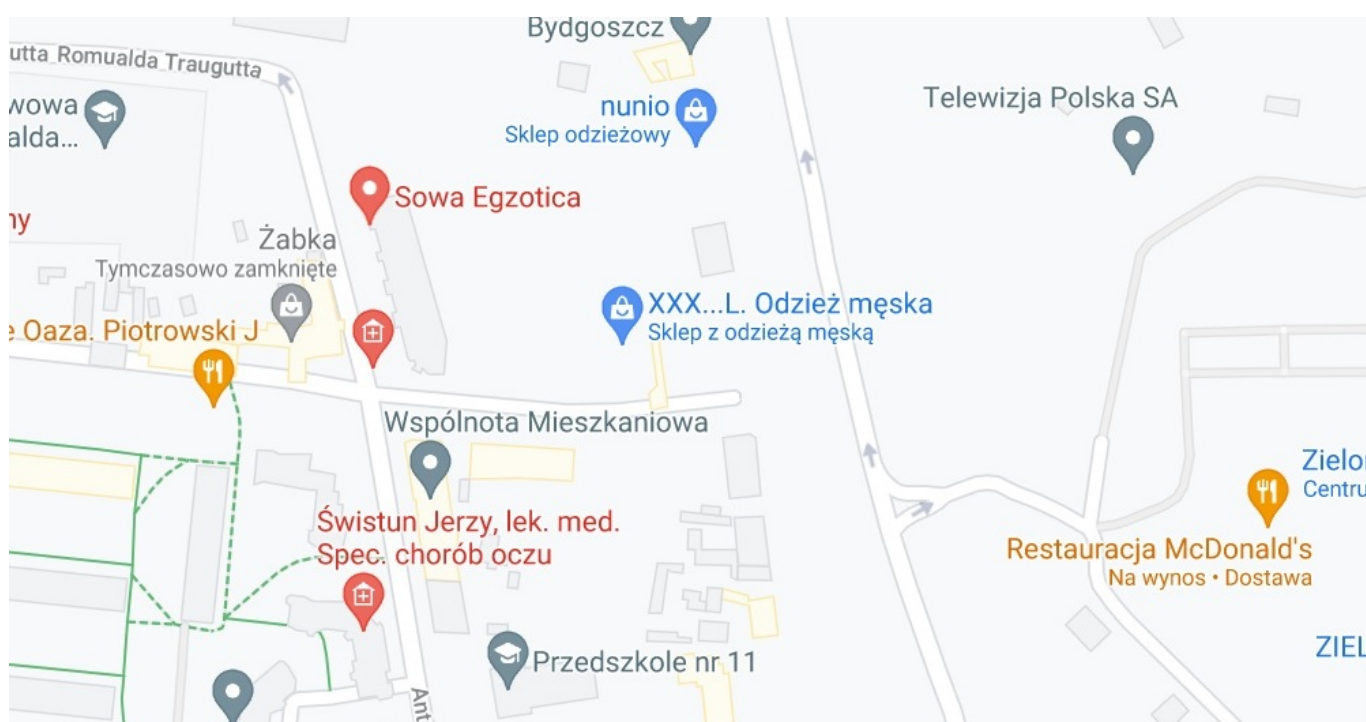 Bydgoszcz
utta Romualda Traugutta
wowa
alda...
nunio
Sklep odzieżowy
Telewizja Polska SA
Sowa Egzotica
ny
Żabka
Tymczasowo zamknięte
XXX...L. Odzież męska
Sklep z odzieżą męską
e Oaza. Piotrowski J
Wspólnota Mieszkaniowa
Zielon
Centru
Świstun Jerzy, lek. med.
Spec. chorób oczu
Restauracja McDonald's
Na wynos • Dostawa
ZIEL
Przedszkole nr 11
Ant